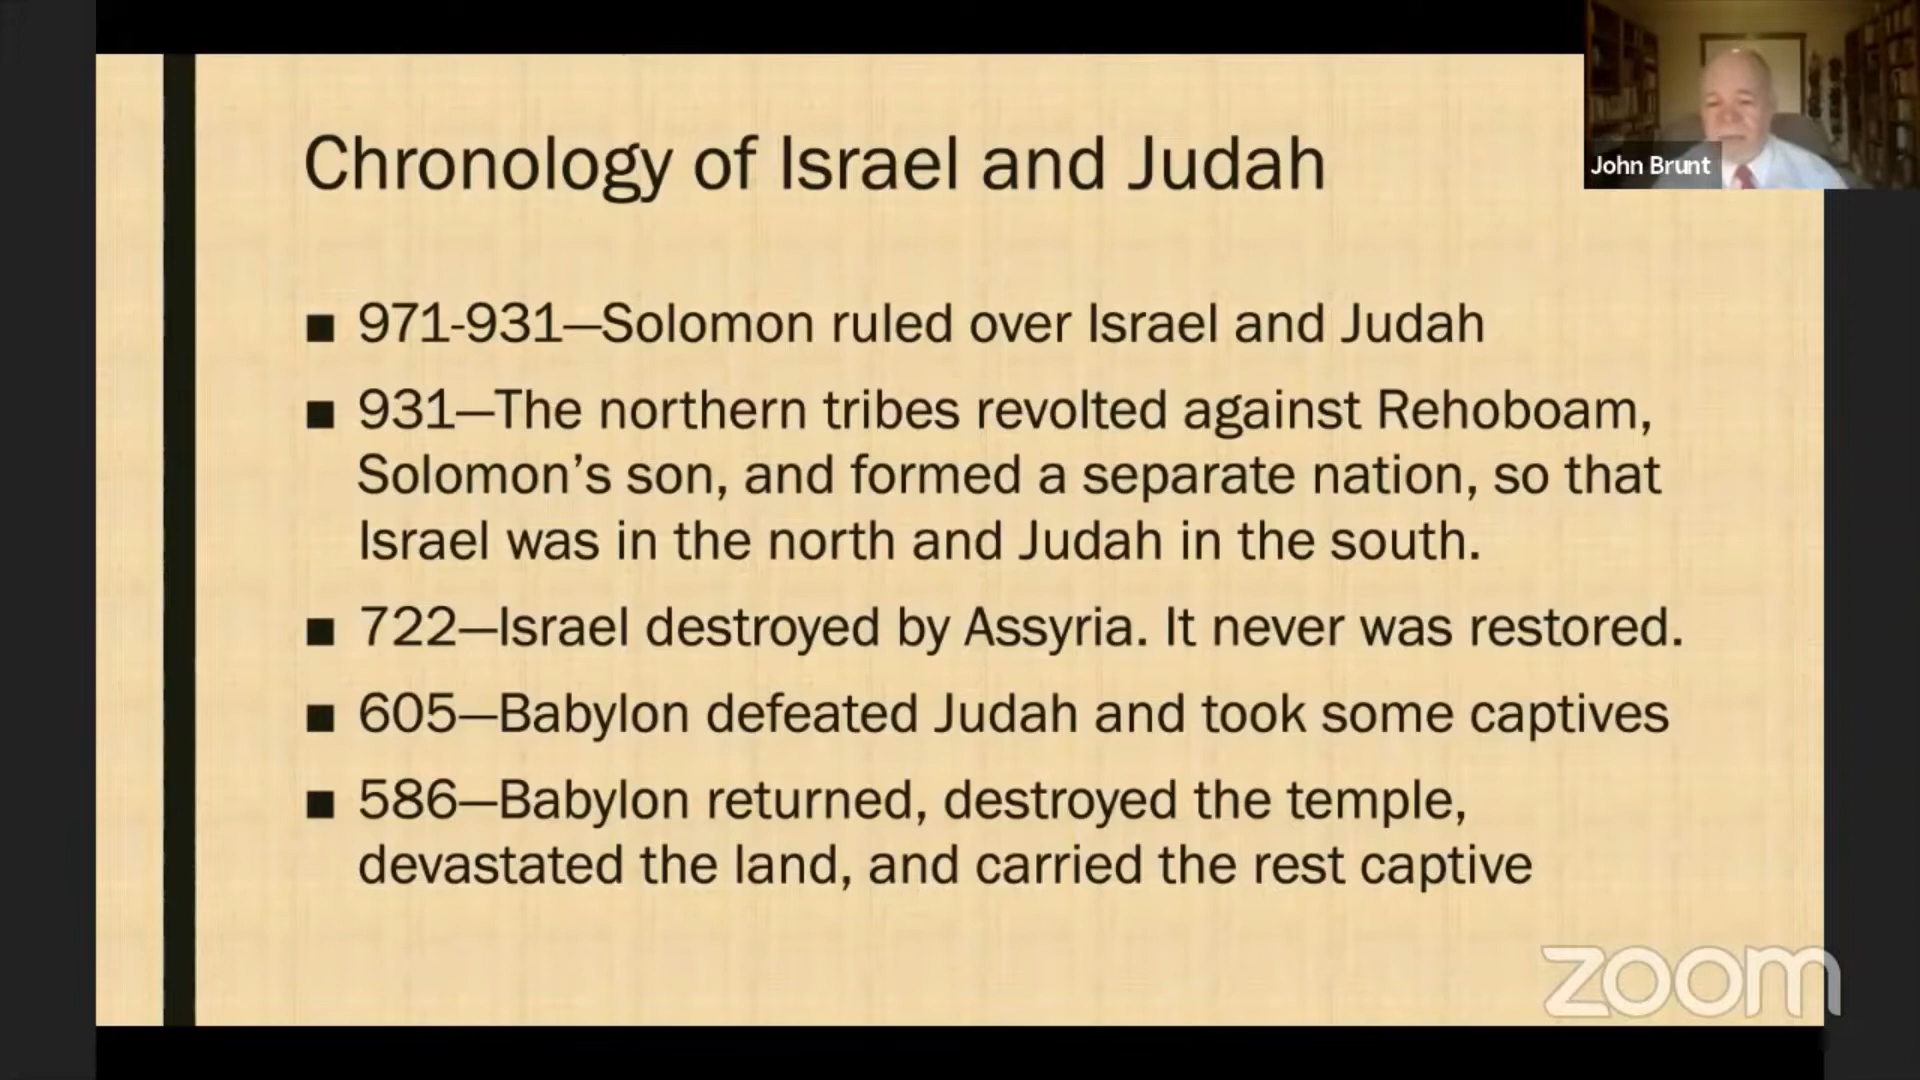 Chronology of Israel and Judah
John Brunt
■ 971-931—Solomon ruled over Israel and Judah
■ 931—The northern tribes revolted against Rehoboam,
Solomon’s son, and formed a separate nation, so that
Israel was in the north and Judah in the south.
■ 722—Israel destroyed by Assyria. It never was restored.
■ 605—Babylon defeated Judah and took some captives
■ 586—Babylon returned, destroyed the temple,
devastated the land, and carried the rest captive
zoom